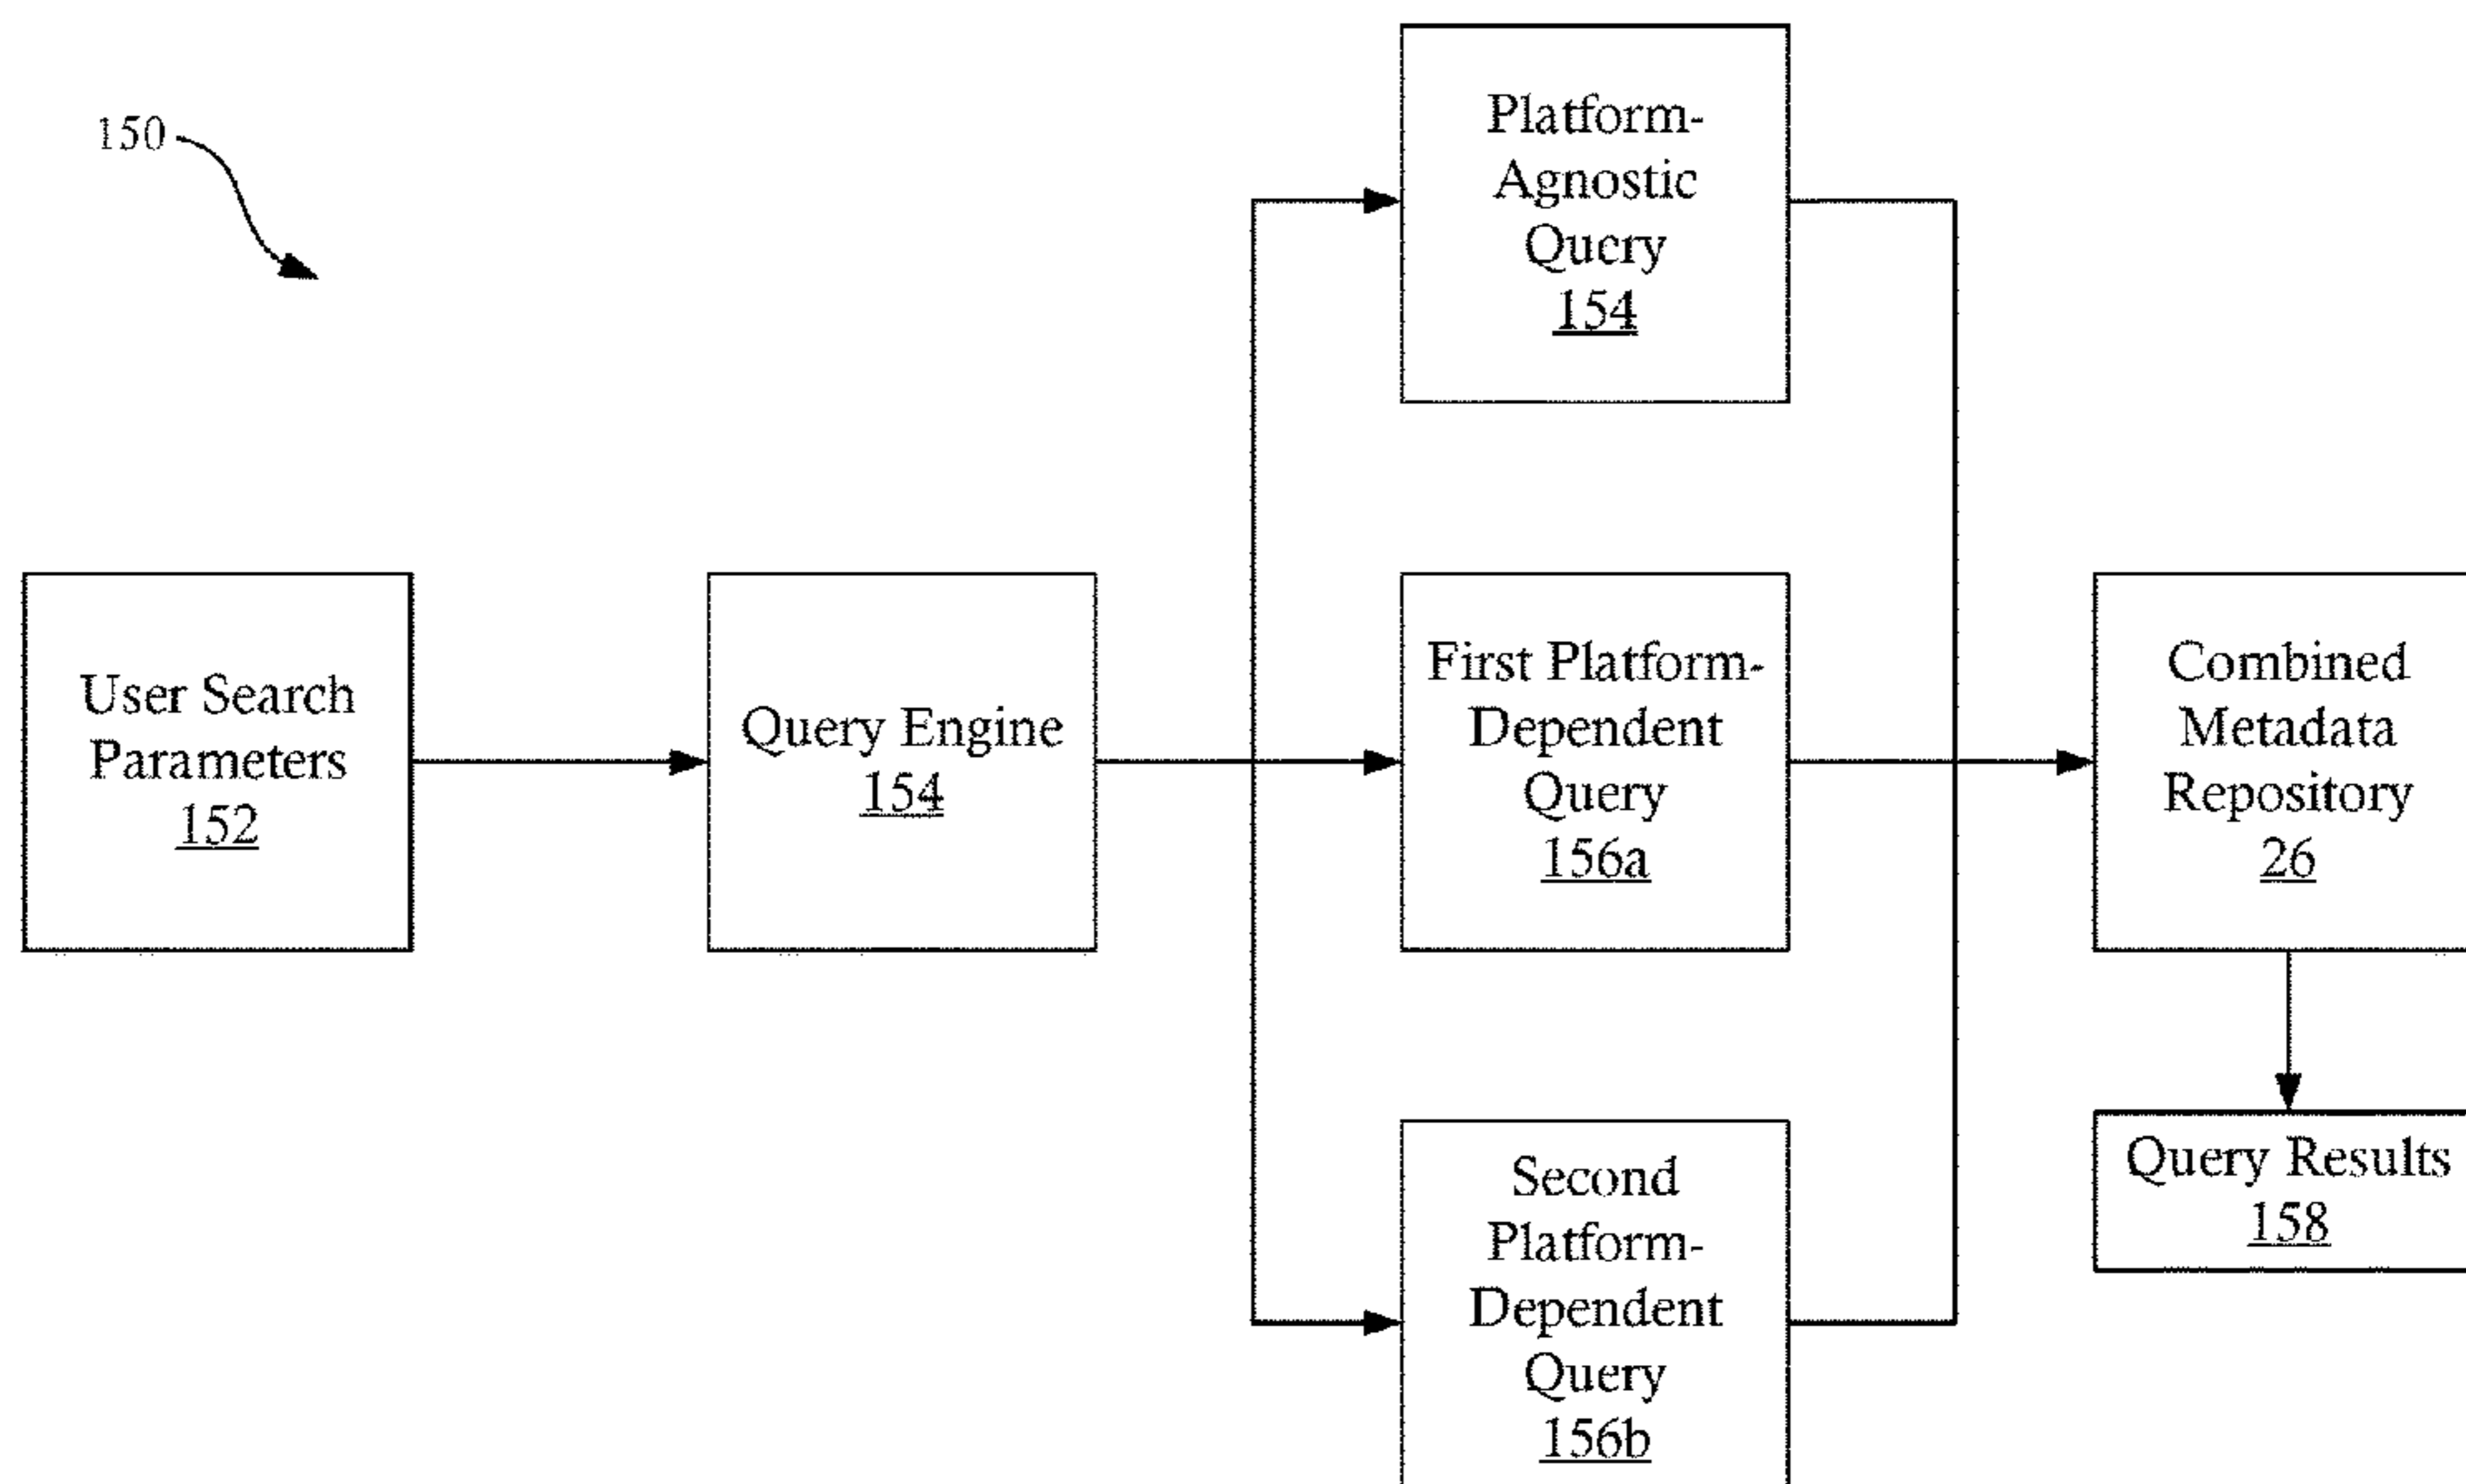 150
User Search
Parameters
152
Query Engine
154
Platform-
Agnostic
Query
154
First Platform-
Dependent
Query
156a
Second
Platform-
Dependent
Query
156b
Combined
Metadata
Repository
26
Query Results
158